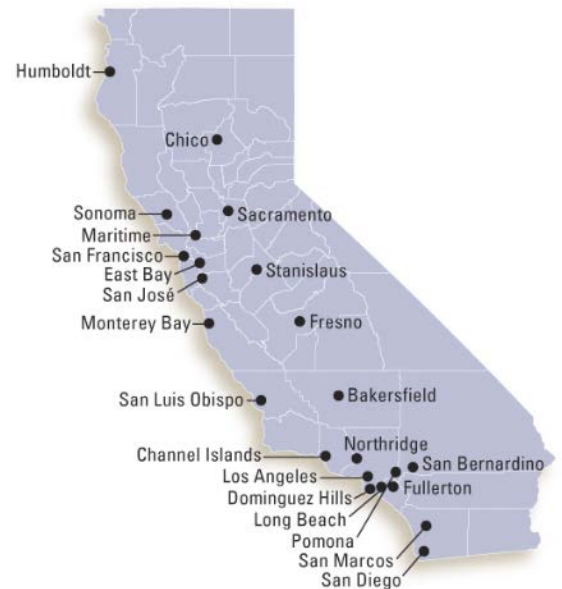 Humboldt
Chico
Sonoma
Sacramento
Maritime
San Francisco
East Bay
Stanislaus
San José
Monterey Bay
Fresno
San Luis Obispo
Bakersfield
Northridge
Channel Islands
San Bernardino
Los Angeles
Fullerton
Dominguez Hills
Long Beach
Pomona
San Marcos
San Diego